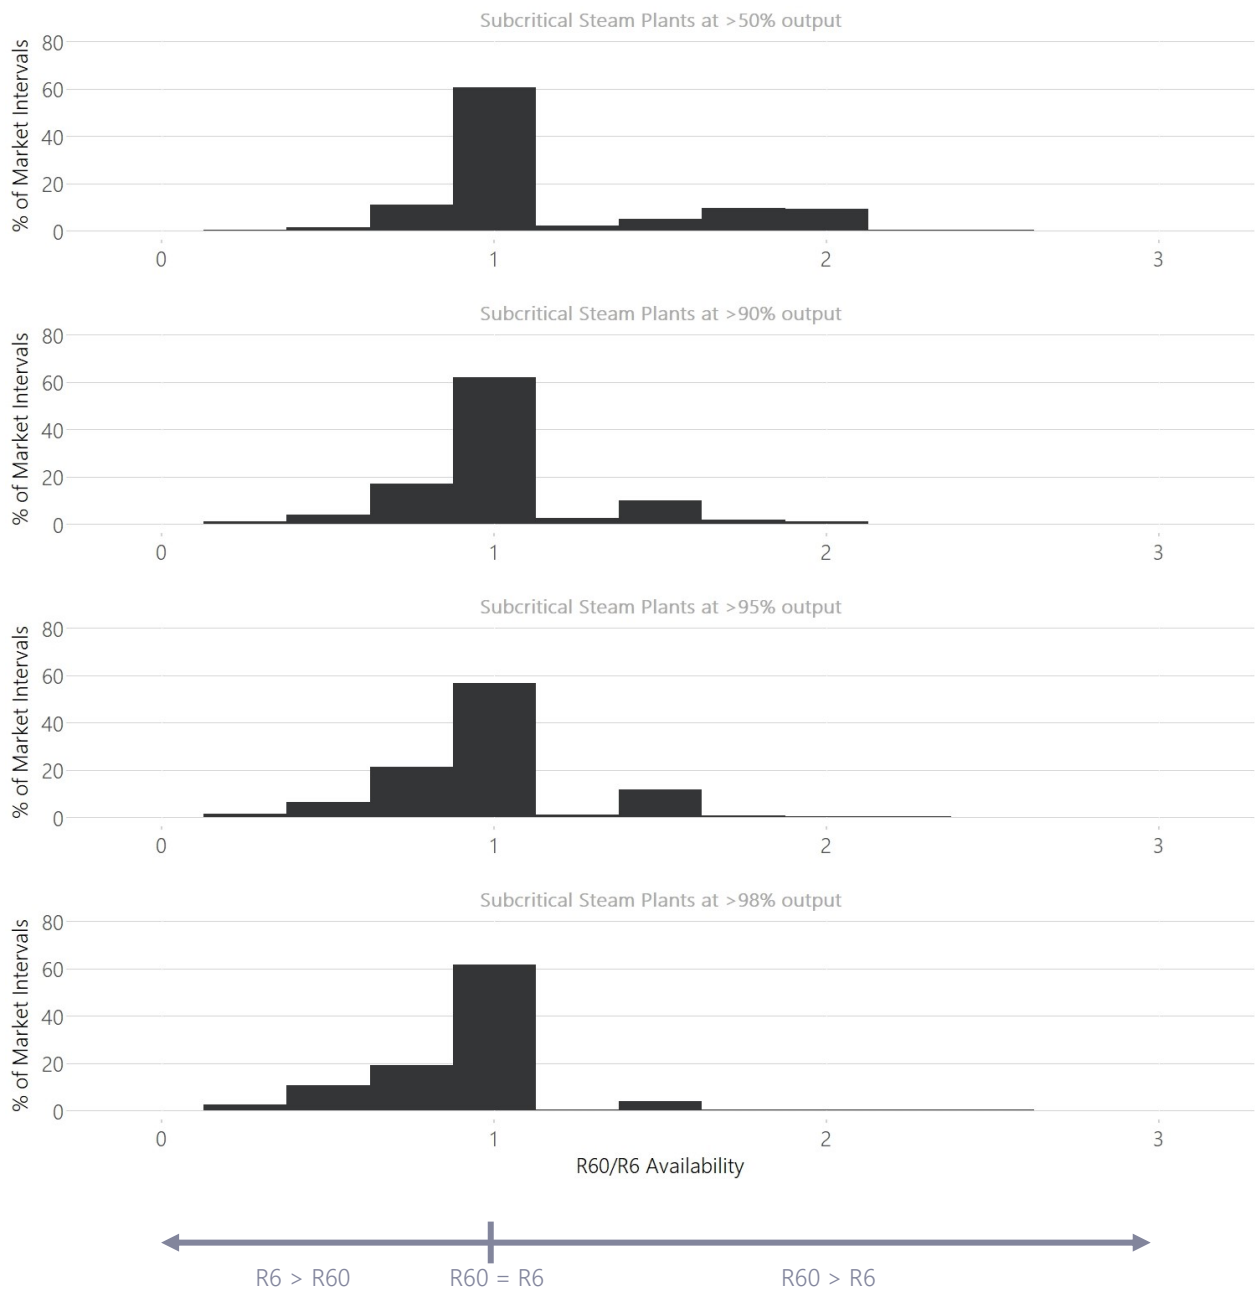 Subcritical Steam Plants at >50% output
% of Market Intervals
80
60
40
20
0
0 1 2 3
Subcritical Steam Plants at >90% output
% of Market Intervals
80
60
40
20
0
0 1 2 3
Subcritical Steam Plants at >95% output
% of Market Intervals
80
60
40
20
0
0 1 2 3
Subcritical Steam Plants at >98% output
% of Market Intervals
80
60
40
20
0
0 1 2 3
R60/R6 Availability
R6 > R60 R60 = R6 R60 > R6